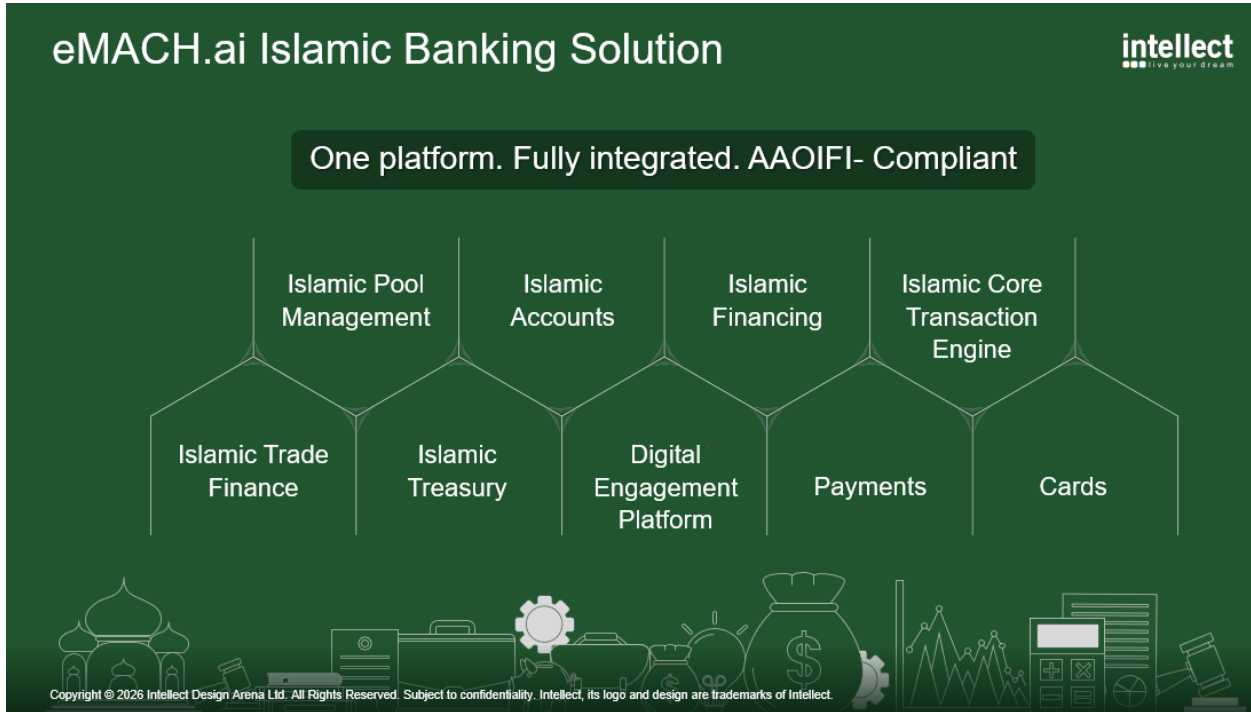 eMACH.ai Islamic Banking Solution
intellect
live your dream
One platform. Fully integrated. AAOIFI- Compliant
Islamic Pool
Management
Islamic
Accounts
Islamic
Financing
Islamic Core
Transaction
Engine
Islamic Trade
Finance
Islamic
Treasury
Digital
Engagement
Platform
Payments
Cards
$
$
Copyright © 2026 Intellect Design Arena Ltd. All Rights Reserved. Subject to confidentiality. Intellect, its logo and design are trademarks of Intellect.